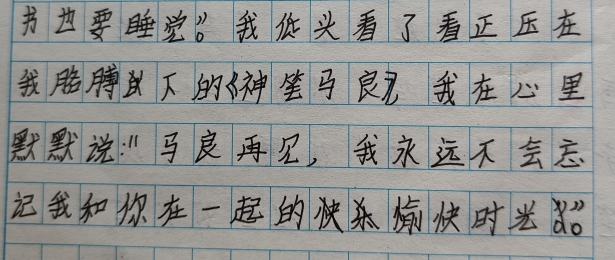 书也要睡觉。”我低头看了看正压在
我胳膊下的《神笔马良》，我在心里
默默说：“马良再见，我永远不会忘
记我和你在一起的快乐愉快时光。”